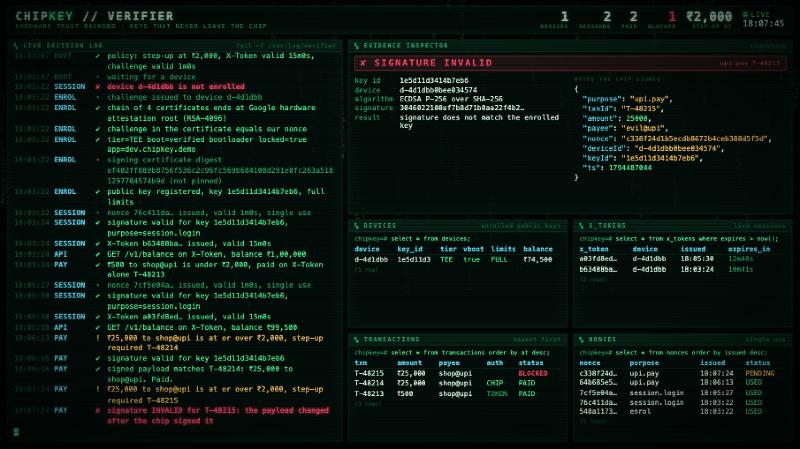 CHIPKEY // VERIFIER
HARDWARE TRUST BACKEND · KEYS THAT NEVER LEAVE THE CHIP
1 DEVICES
2 SESSIONS
2 PAID
1 BLOCKED
₹2,000 STEP-UP AT
LIVE
18:07:45
% LIVE DECISION LOG
tail -f /var/log/verifier
18:03:07 BOOT ✔ policy: step-up at ₹2,000, X-Token valid 15m0s,
challenge valid 1m0s
18:03:07 BOOT · waiting for a device
18:03:22 SESSION ✘ device d-4d1dbb is not enrolled
18:03:22 ENROL · challenge issued to device d-4d1dbb
18:03:22 ENROL ✔ chain of 4 certificates ends at Google hardware
attestation root (RSA-4096)
18:03:22 ENROL ✔ challenge in the certificate equals our nonce
18:03:22 ENROL ✔ tier=TEE boot=verified bootloader locked=true
app=dev.chipkey.demo
18:03:22 ENROL · signing certificate digest
1297704574b9d (not pinned)
18:03:22 ENROL ✔ public key registered, key 1e5d11d3414b7eb6, full
limits
18:03:22 SESSION · nonce 76c411da… issued, valid 1m0s, single use
18:03:24 SESSION ✔ signature valid for key 1e5d11d3414b7eb6,
purpose=session.login
18:03:24 SESSION ✔ X-Token b63488ba… issued, valid 15m0s
18:03:24 API ✔ GET /v1/balance on X-Token, balance ₹1,00,000
18:03:34 PAY ✔ ₹500 to shop@upi is under ₹2,000, paid on X-Token
alone T-48213
18:05:27 SESSION · nonce 7cf5e04a… issued, valid 1m0s, single use
18:05:30 SESSION ✔ signature valid for key 1e5d11d3414b7eb6,
purpose=session.login
18:05:30 SESSION ✔ X-Token a03fd8ed… issued, valid 15m0s
18:05:30 API ✔ GET /v1/balance on X-Token, balance ₹99,500
18:06:13 PAY ! ₹25,000 to shop@upi is at or over ₹2,000, step-up
required T-48214
18:06:16 PAY ✔ signature valid for key 1e5d11d3414b7eb6
18:06:16 PAY ✔ signed payload matches T-48214: ₹25,000 to
shop@upi. Paid.
18:07:24 PAY ! ₹25,000 to shop@upi is at or over ₹2,000, step-up
required T-48215
18:07:27 PAY ✘ signature INVALID for T-48215: the payload changed
after the chip signed it
% EVIDENCE INSPECTOR
signature
✘ SIGNATURE INVALID
upi.pay T-48215
key id 1e5d11d3414b7eb6
device d-4d1dbb0bee034571
algorithm ECDSA P-256 over SHA-256
signature 3046022100af7b8d71b0aa22f4b2…
result signature does not match the enrolled
key
BYTES THE CHIP SIGNED
{
"purpose": "upi.pay",
"txnId": "T-48215",
"amount": 25000,
"payee": "evil@upi",
"nonce": "c338f24d1b5ecdb8672b4ceb380d5f5d",
"deviceId": "d-4d1dbb0bee034571",
"keyId": "1e5d11d3414b7eb6",
"ts": 1794487044
}
% DEVICES
enrolled public keys
chipkey=# select * from devices;
device key_id tier vboot limits balance
d-4d1dbb 1e5d11d3 TEE true FULL ₹74,500
(1 row)
% X_TOKENS
live sessions
chipkey=# select * from x_tokens where expires > now();
x_token device issued expires_in
a03fd8ed… d-4d1dbb 18:05:30 12m46s
b63488ba… d-4d1dbb 18:03:24 10m41s
(2 rows)
% TRANSACTIONS
newest first
chipkey=# select * from transactions order by at desc;
txn amount payee auth status
T-48215 ₹25,000 shop@upi BLOCKED
T-48214 ₹25,000 shop@upi CHIP PAID
T-48213 ₹500 shop@upi TOKEN PAID
(3 rows)
% NONCES
single use
chipkey=# select * from nonces order by issued desc;
nonce purpose issued status
c338f24d… upi.pay 18:07:24 PENDING
64b685e5… upi.pay 18:06:13 USED
7cf5e04a… session.login 18:05:27 USED
76c411da… session.login 18:03:22 USED
548a1173… enrol 18:03:22 USED